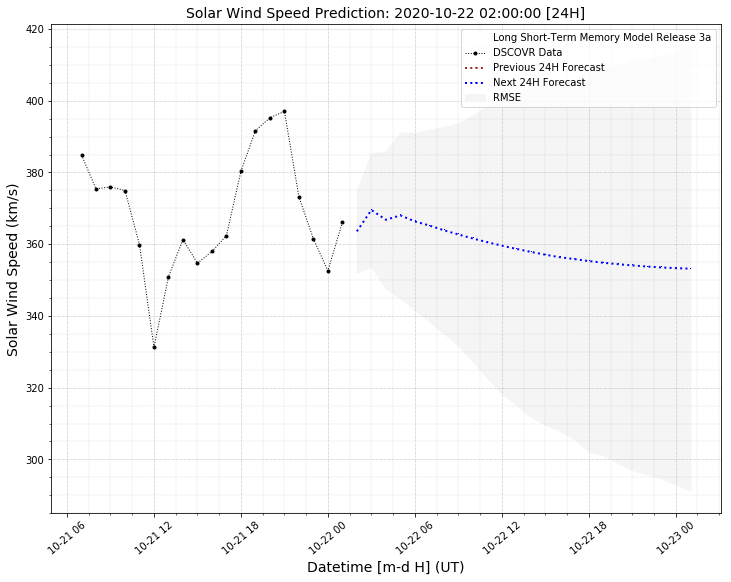 Solar Wind Speed Prediction: 2020-10-22 02:00:00 [24H]
Long Short-Term Memory Model Release 3a
DSCOVR Data
Previous 24H Forecast
Next 24H Forecast
RMSE
Solar Wind Speed (km/s)
420
400
380
360
340
320
300
10-21 06
10-21 12
10-21 18
10-22 00
10-22 06
10-22 12
10-22 18
10-23 00
Datetime [m-d H] (UT)